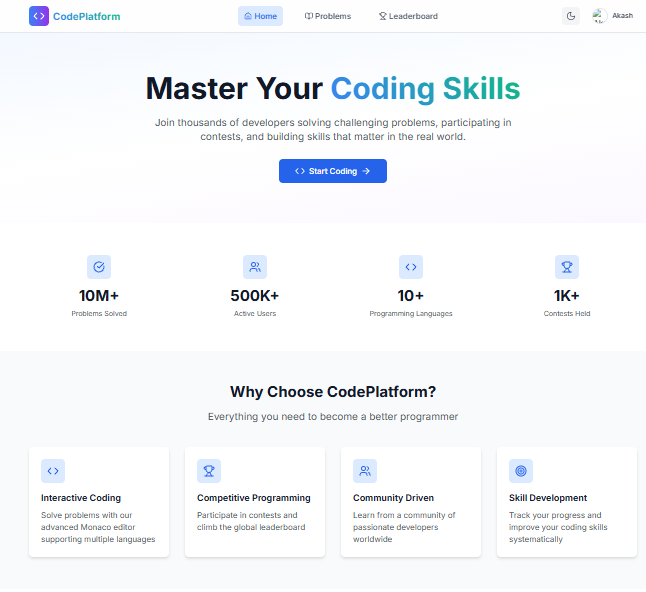 CodePlatform
Home
Problems
Leaderboard
Akash
Master Your Coding Skills
Join thousands of developers solving challenging problems, participating in
contests, and building skills that matter in the real world.
Start Coding
10M+
500K+
10+
1K+
Problems Solved
Active Users
Programming Languages
Contests Held
Why Choose CodePlatform?
Everything you need to become a better programmer
Interactive Coding
Solve problems with our
advanced Monaco editor
supporting multiple languages
Competitive Programming
Participate in contests and
climb the global leaderboard
Community Driven
Learn from a community of
passionate developers
worldwide
Skill Development
Track your progress and
improve your coding skills
systematically